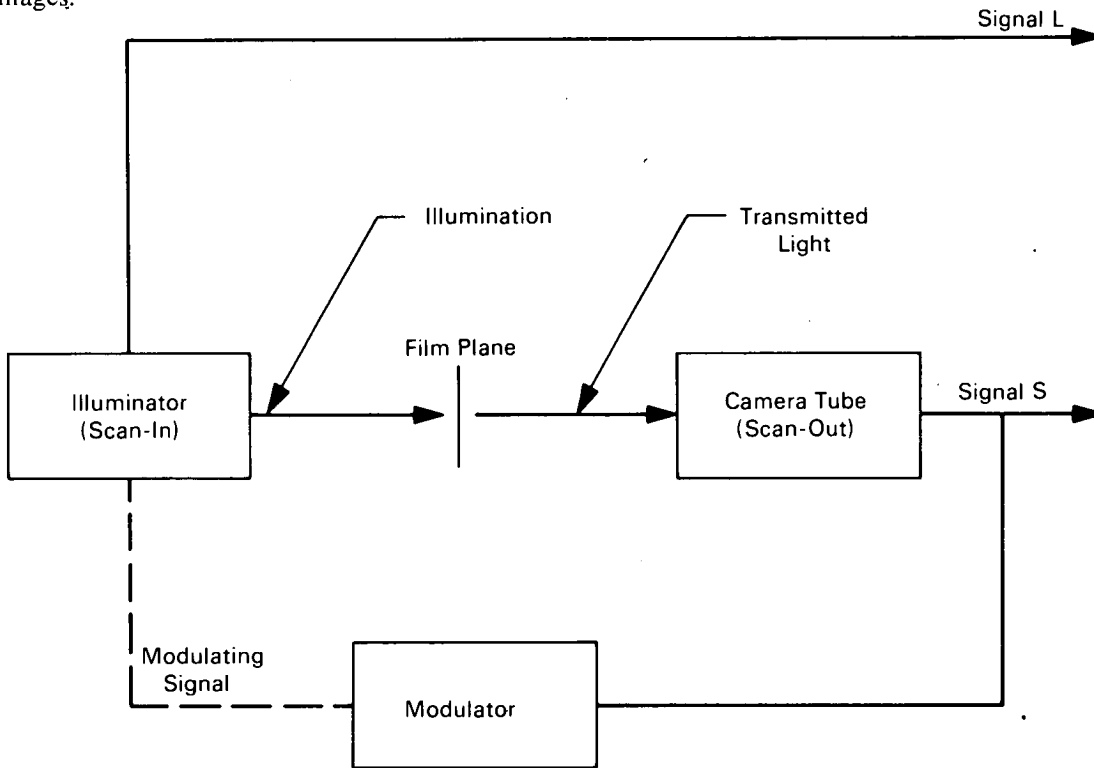 images.
Signal L
Illumination
Transmitted
Light
Film Plane
Illuminator
(Scan-In)
Camera Tube
(Scan-Out)
Signal S
Modulating
Signal
Modulator